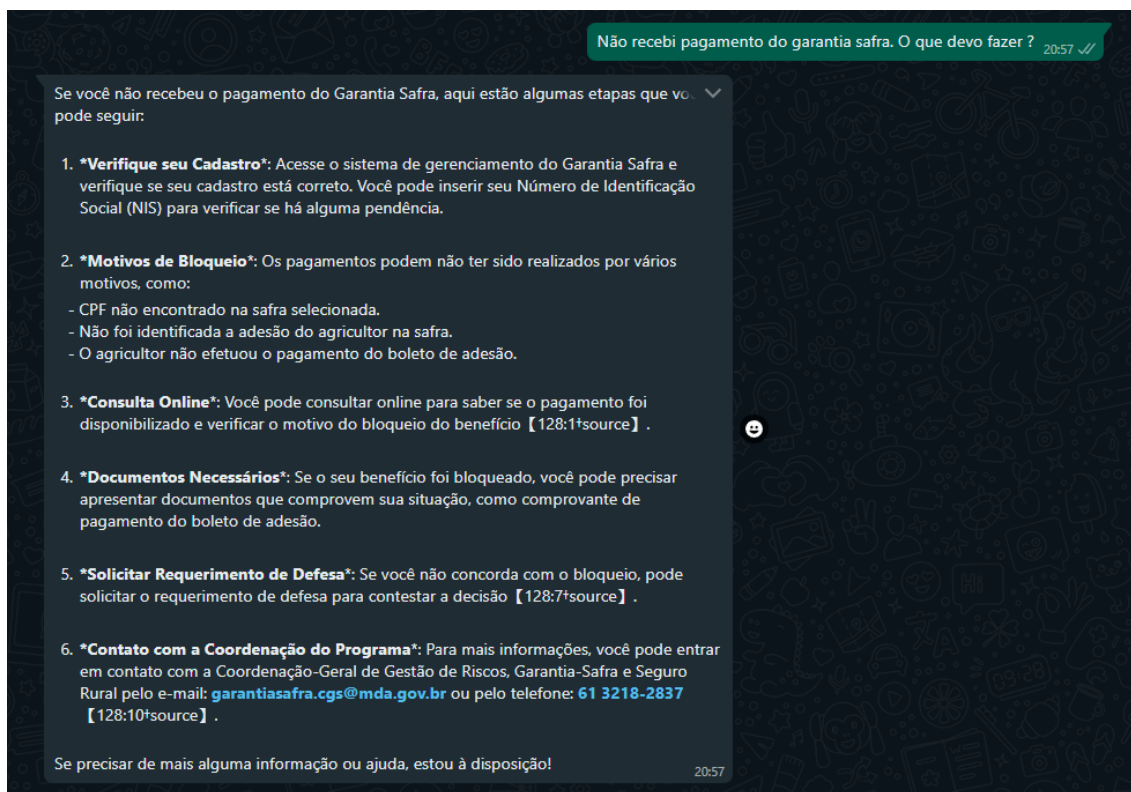 Não recebi pagamento do garantia safra. O que devo fazer ?
20:57
Se você não recebeu o pagamento do Garantia Safra, aqui estão algumas etapas que
pode seguir:
1. *Verifique seu Cadastro*: Acesse o sistema de gerenciamento do Garantia Safra e
verifique se seu cadastro está correto. Você pode inserir seu Número de Identificação
Social (NIS) para verificar se há alguma pendência.
2. *Motivos de Bloqueio*: Os pagamentos podem não ter sido realizados por vários
motivos, como:
- CPF não encontrado na safra selecionada.
- Não foi identificada a adesão do agricultor na safra.
- O agricultor não efetuou o pagamento do boleto de adesão.
3. *Consulta Online*: Você pode consultar online para saber se o pagamento foi
disponibilizado e verificar o motivo do bloqueio do benefício【128:1†source】.
4. *Documentos Necessários*: Se o seu benefício foi bloqueado, você pode precisar
apresentar documentos que comprovem sua situação, como comprovante de
pagamento do boleto de adesão.
5. *Solicitar Requerimento de Defesa*: Se você não concorda com o bloqueio, pode
solicitar o requerimento de defesa para contestar a decisão【128:7†source】.
6. *Contato com a Coordenação do Programa*: Para mais informações, você pode entrar
em contato com a Coordenação-Geral de Gestão de Riscos, Garantia-Safra e Seguro
Rural pelo e-mail: garantiasafra.cgs@mda.gov.br ou pelo telefone: 61 3218-2837
【128:10†source】.
Se precisar de mais alguma informação ou ajuda, estou à disposição!
20:57